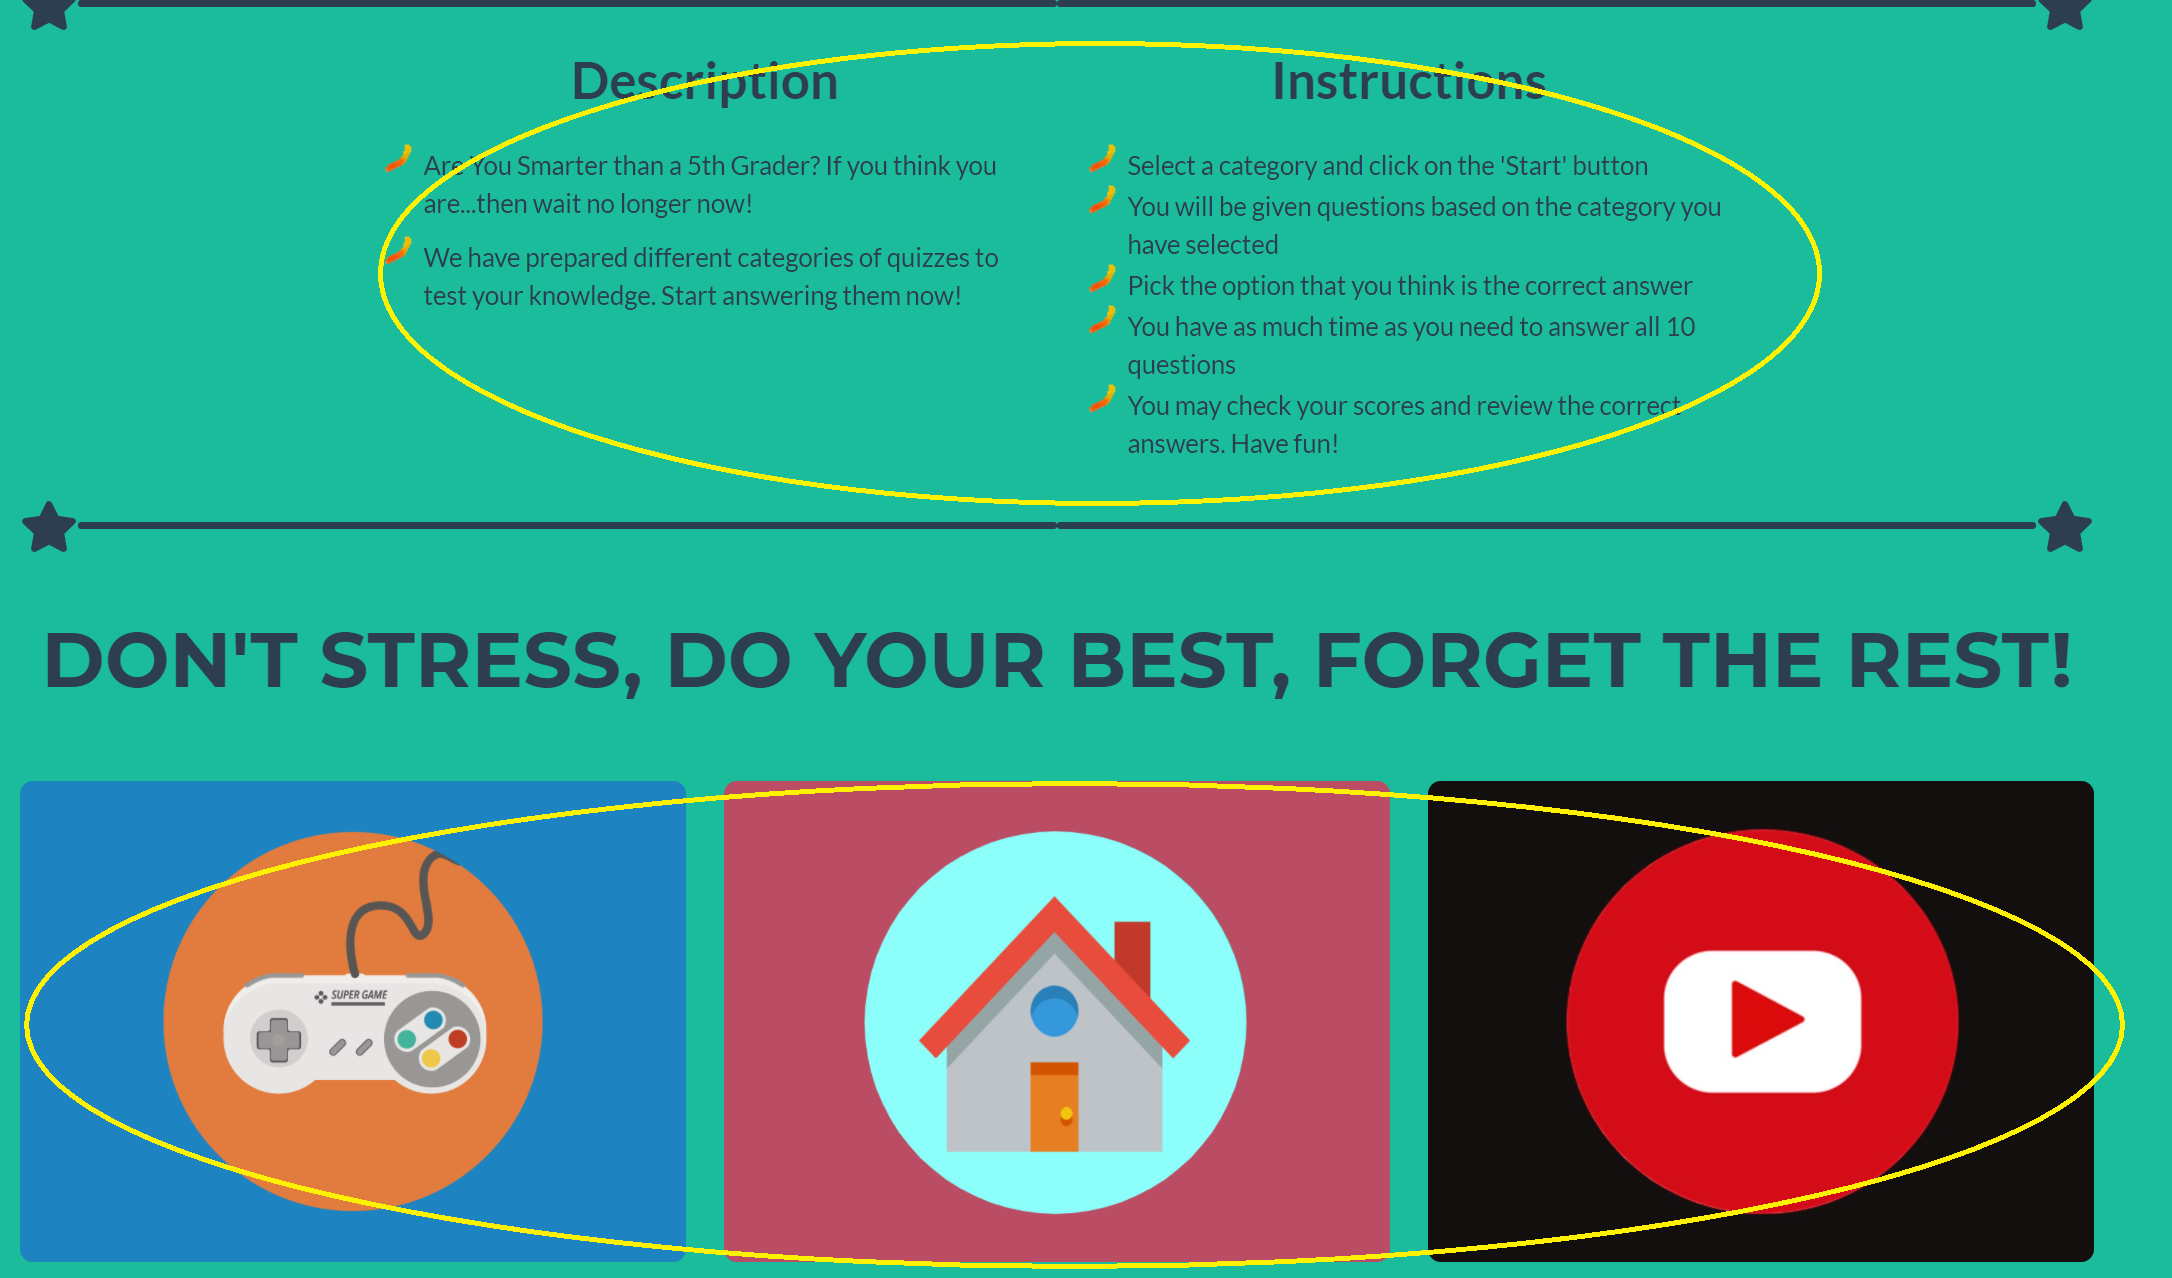 Description
Are You Smarter than a 5th Grader? If you think you
are...then wait no longer now!
We have prepared different categories of quizzes to
test your knowledge. Start answering them now!
Instructions
Select a category and click on the 'Start' button
You will be given questions based on the category you
have selected
Pick the option that you think is the correct answer
You have as much time as you need to answer all 10
questions
You may check your scores and review the correct
answers. Have fun!
DON'T STRESS, DO YOUR BEST, FORGET THE REST!
SUPER GAME